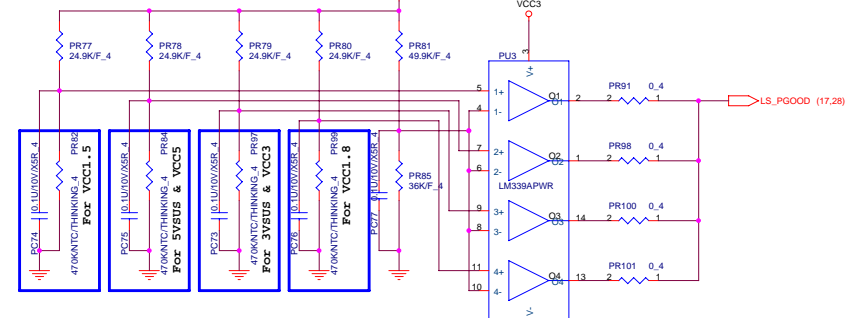 VCC3
PR77
24.9K/F_4
PR78
24.9K/F_4
PR79
24.9K/F_4
PR80
24.9K/F_4
PR81
49.9K/F_4
PU3
3
V+
5
1+
4
1-
O1
2
PR91 0_4
2 1
LS_PGOOD (17,28)
7
2+
6
2-
O2
1
PR98 0_4
2 1
LM339APWR
9
3+
8
3-
O3
14
PR100 0_4
2 1
11
4+
10
4-
O4
13
PR101 0_4
2 1
V-
PC74
0.1U/10V/X5R_4
PR82
470K/NTC/THINKING_4
For VCC1.5
PC75
0.1U/10V/X5R_4
PR84
470K/NTC/THINKING_4
For 5VSUS & VCC5
PC73
0.1U/10V/X5R_4
PR97
470K/NTC/THINKING_4
For 3VSUS & VCC3
PC76
0.1U/10V/X5R_4
PR99
470K/NTC/THINKING_4
For VCC1.8
PC77
0.1U/10V/X5R_4
PR85
36K/F_4